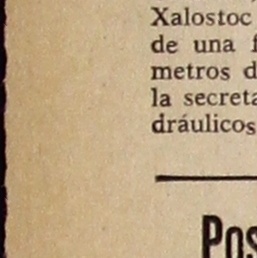 Xalostoc
de una
metros d
la secreta
dráulicos
Pos